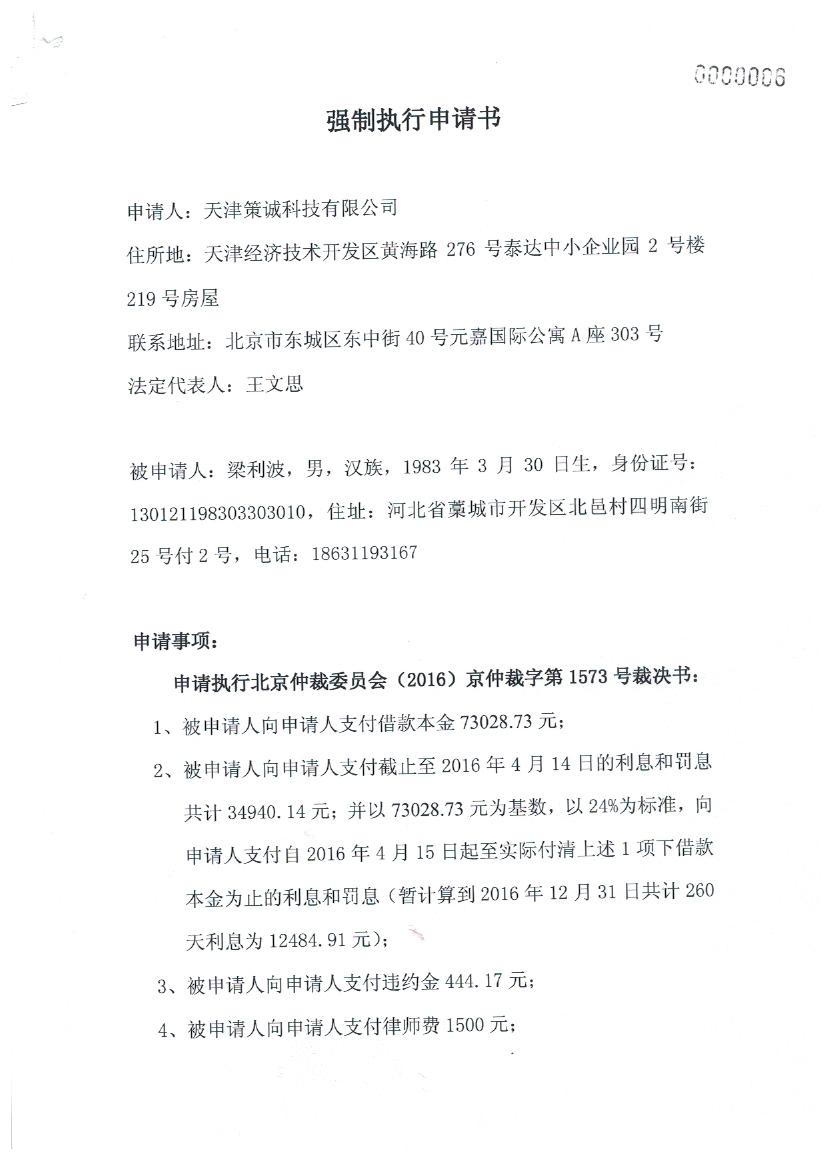 0000006
强制执行申请书
申请人：天津策诚科技有限公司
住所地：天津经济技术开发区黄海路 276 号泰达中小企业园 2 号楼
219 号房屋
联系地址：北京市东城区东中街 40 号元嘉国际公寓 A 座 303 号
法定代表人：王文思
被申请人：梁利波，男，汉族，1983 年 3 月 30 日生，身份证号：
130121198303303010，住址：河北省藁城市开发区北邑村四明南街
25 号付 2 号，电话：18631193167
申请事项：
申请执行北京仲裁委员会（2016）京仲裁字第 1573 号裁决书：
1、被申请人向申请人支付借款本金 73028.73 元；
2、被申请人向申请人支付截止至 2016 年 4 月 14 日的利息和罚息
共计 34940.14 元；并以 73028.73 元为基数，以 24%为标准，向
申请人支付自 2016 年 4 月 15 日起至实际付清上述 1 项下借款
本金为止的利息和罚息（暂计算到 2016 年 12 月 31 日共计 260
天利息为 12484.91 元）；
3、被申请人向申请人支付违约金 444.17 元；
4、被申请人向申请人支付律师费 1500 元；